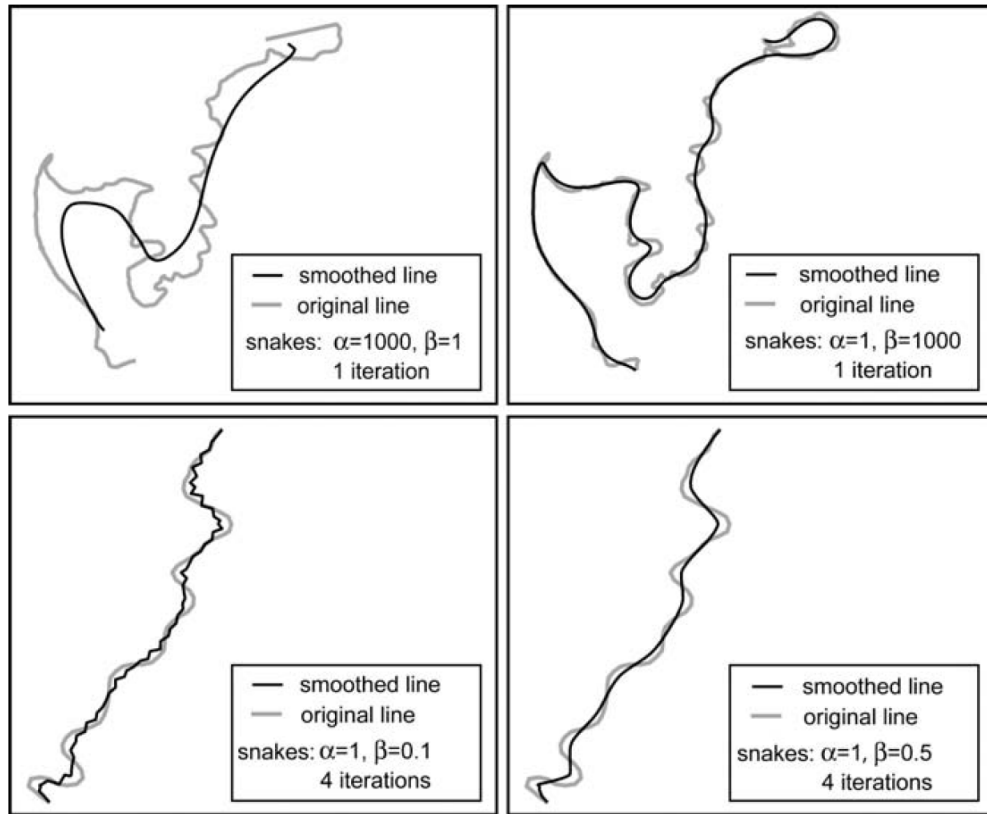 smoothed line
original line
snakes: α=1000, β=1
1 iteration
smoothed line
original line
snakes: α=1, β=1000
1 iteration
smoothed line
original line
snakes: α=1, β=0.1
4 iterations
smoothed line
original line
snakes: α=1, β=0.5
4 iterations